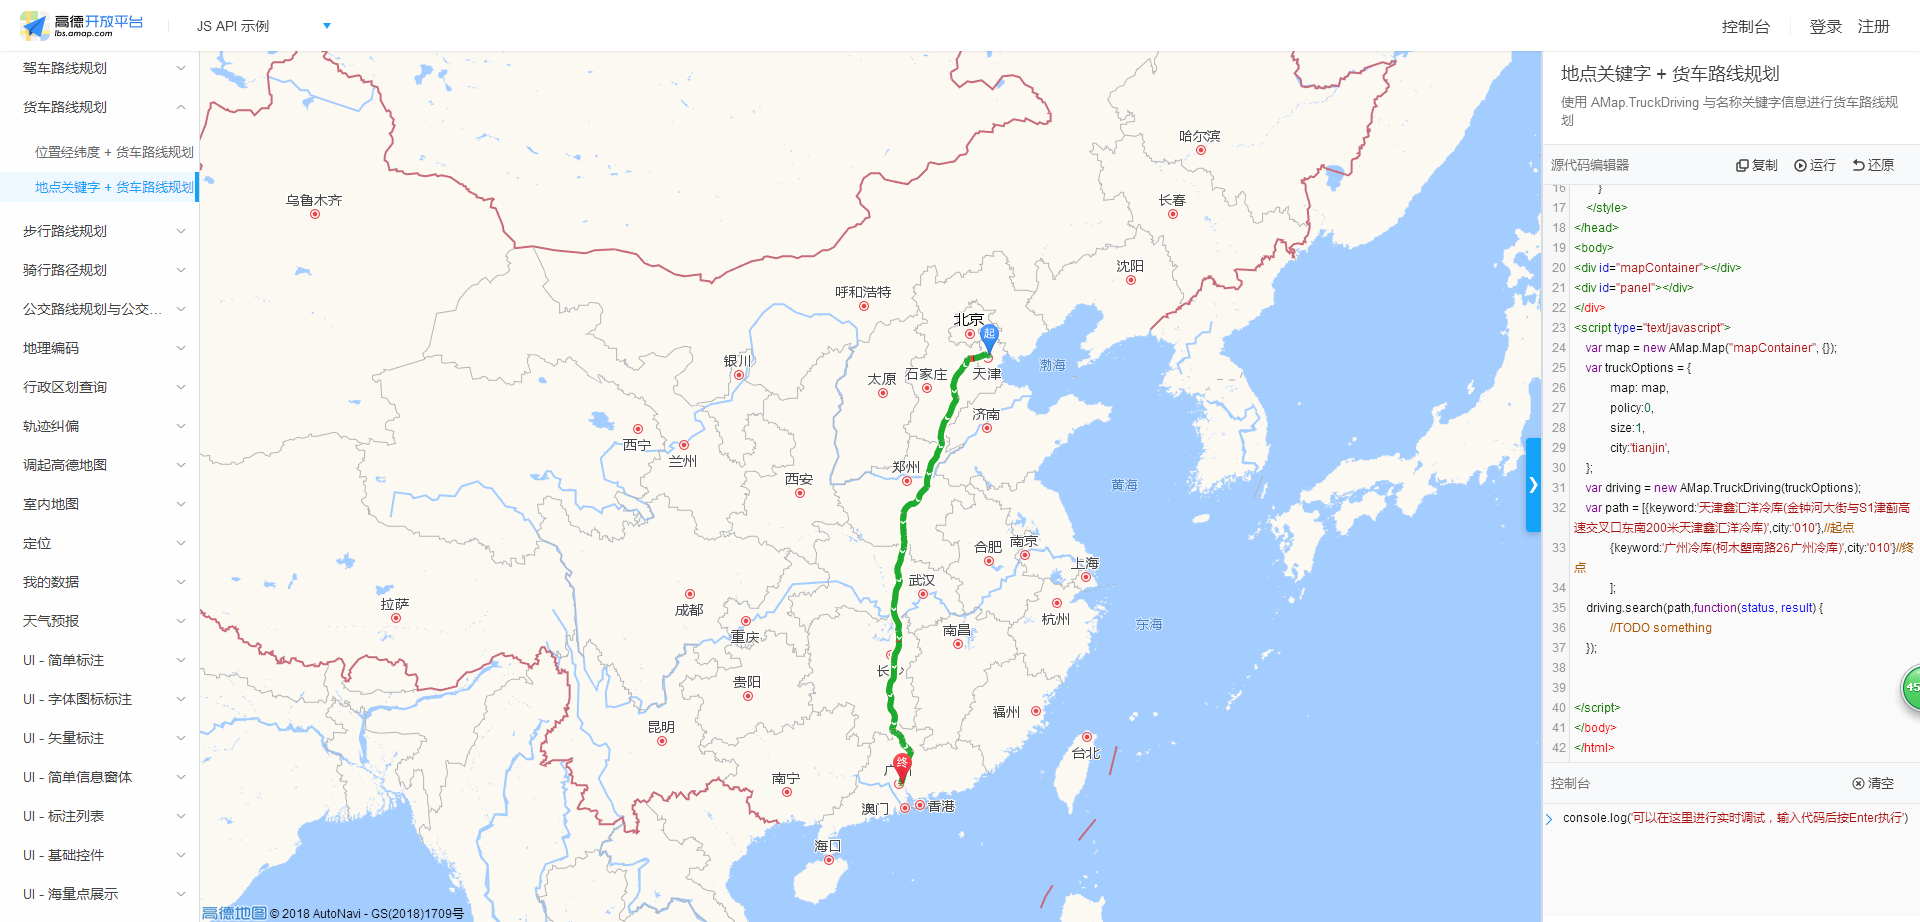 高德开放平台
lbs.amap.com
JS API 示例
控制台
登录
注册
驾车路线规划
货车路线规划
位置经纬度 + 货车路线规划
地点关键字 + 货车路线规划
步行路线规划
骑行路径规划
公交路线规划与公交...
地理编码
行政区划查询
轨迹纠偏
调起高德地图
室内地图
定位
我的数据
天气预报
UI - 简单标注
UI - 字体图标标注
UI - 矢量标注
UI - 简单信息窗体
UI - 标注列表
UI - 基础控件
UI - 海量点展示
哈尔滨
乌鲁木齐
长春
沈阳
呼和浩特
北京
起
银川
渤海
太原
石家庄
天津
济南
西宁
兰州
郑州
西安
黄海
合肥
南京
上海
武汉
拉萨
成都
杭州
重庆
南昌
东海
长
贵阳
福州
昆明
台北
终
广
南宁
澳门
香港
海口
高德地图 © 2018 AutoNavi - GS(2018)1709号
地点关键字 + 货车路线规划
使用 AMap.TruckDriving 与名称关键字信息进行货车路线规
划
源代码编辑器
复制
运行
还原
16 }
17 </style>
18 </head>
19 <body>
20 <div id="mapContainer"></div>
21 <div id="panel"></div>
22 </div>
23 <script type="text/javascript">
24 var map = new AMap.Map("mapContainer", {});
25 var truckOptions = {
26 map: map,
27 policy:0,
28 size:1,
29 city:'tianjin',
30 };
31 var driving = new AMap.TruckDriving(truckOptions);
32 var path = [{keyword:'天津鑫汇洋冷库(金钟河大街与S1津蓟高
速交叉口东南200米天津鑫汇洋冷库)',city:'010'},//起点
33 {keyword:'广州冷库(柯木塱南路26广州冷库)',city:'010'}//终
点
34 ];
35 driving.search(path,function(status, result) {
36 //TODO something
37 });
38
39
40 </script>
41 </body>
42 </html>
45
控制台
清空
console.log('可以在这里进行实时调试，输入代码后按Enter执行')